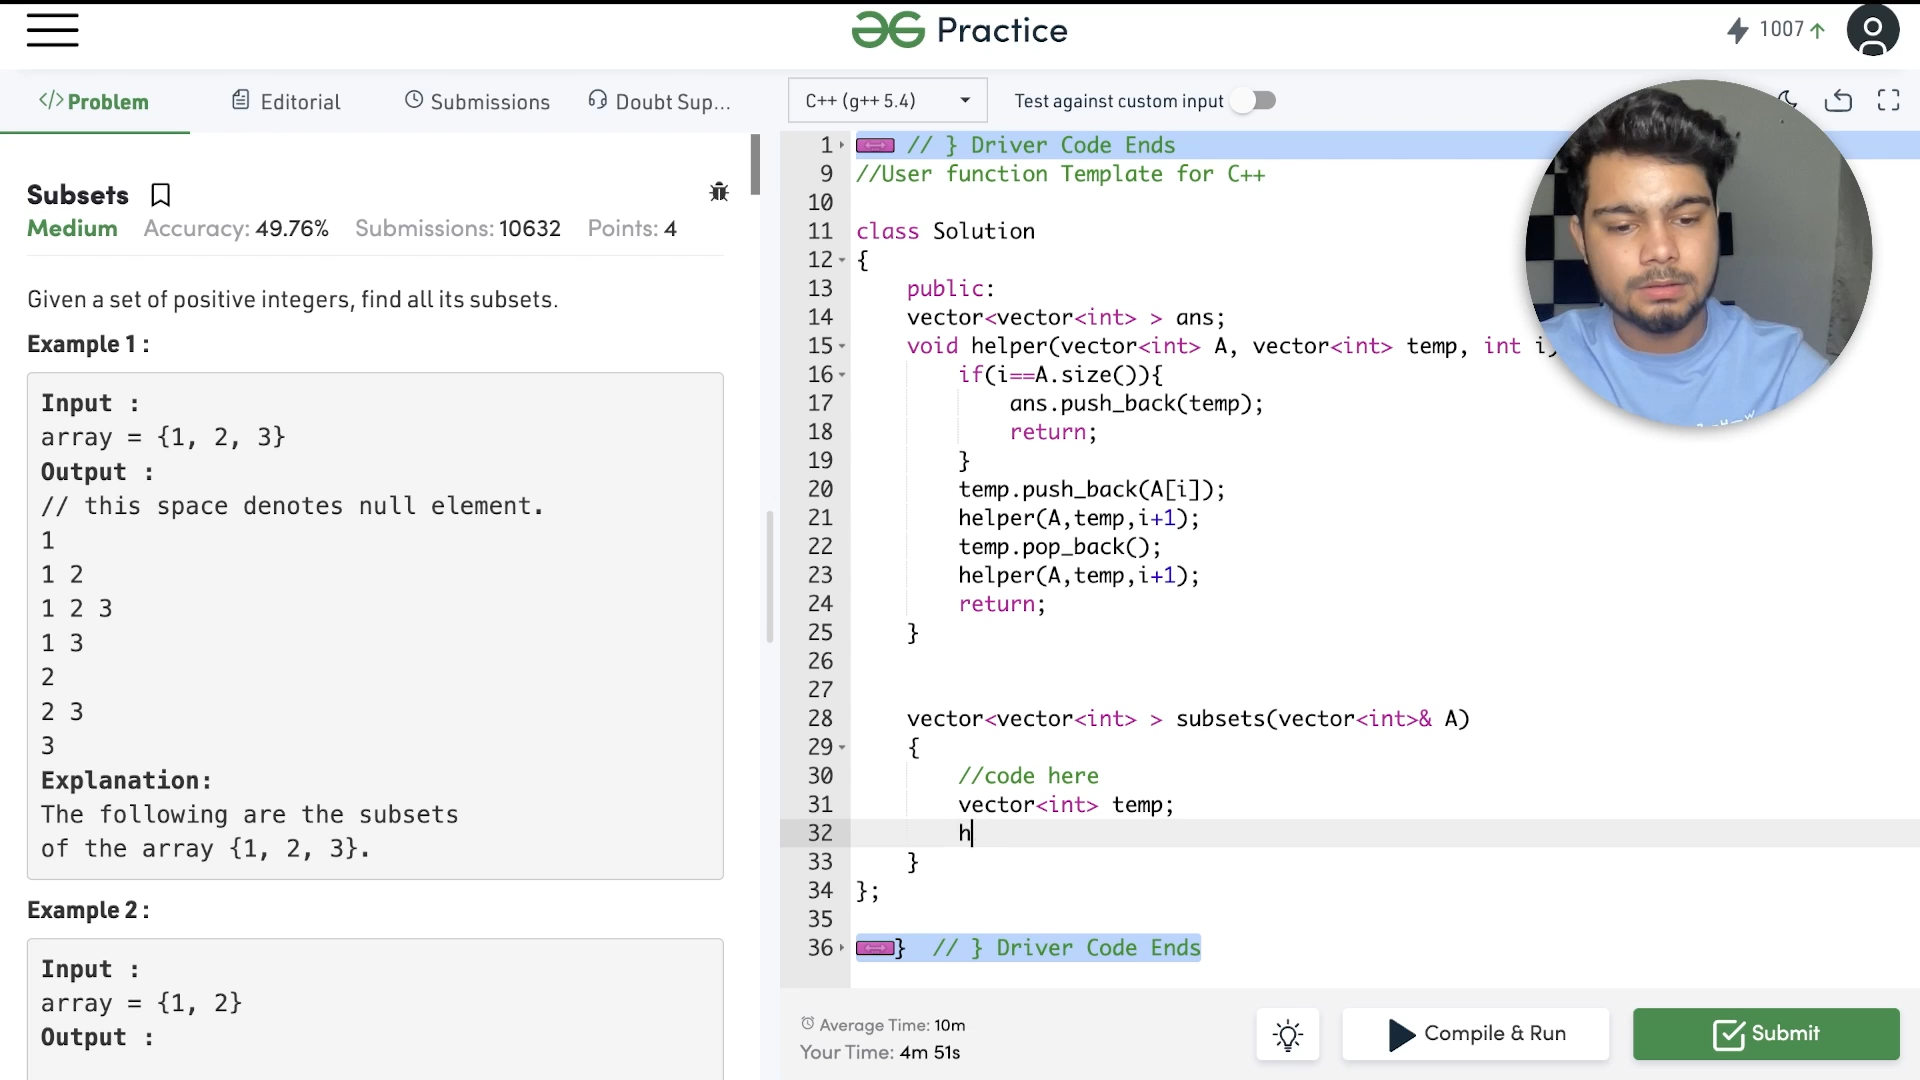 Practice
1007
Problem
Editorial
Submissions
Doubt Sup...
C++ (g++ 5.4)
Test against custom input
Subsets
Medium Accuracy: 49.76% Submissions: 10632 Points: 4
Given a set of positive integers, find all its subsets.
Example 1 :
Input :
array = {1, 2, 3}
Output :
// this space denotes null element.
1
1 2
1 2 3
1 3
2
2 3
3
Explanation:
The following are the subsets
of the array {1, 2, 3}.
Example 2 :
Input :
array = {1, 2}
Output :
1 // } Driver Code Ends
9 //User function Template for C++
10
11 class Solution
12 {
13 public:
14 vector<vector<int> > ans;
15 void helper(vector<int> A, vector<int> temp, int i)
16 if(i==A.size()){
17 ans.push_back(temp);
18 return;
19 }
20 temp.push_back(A[i]);
21 helper(A,temp,i+1);
22 temp.pop_back();
23 helper(A,temp,i+1);
24 return;
25 }
26
27
28 vector<vector<int> > subsets(vector<int>& A)
29 {
30 //code here
31 vector<int> temp;
32 h
33 }
34 };
35
36 } // } Driver Code Ends
Average Time: 10m
Your Time: 4m 51s
Compile & Run
Submit